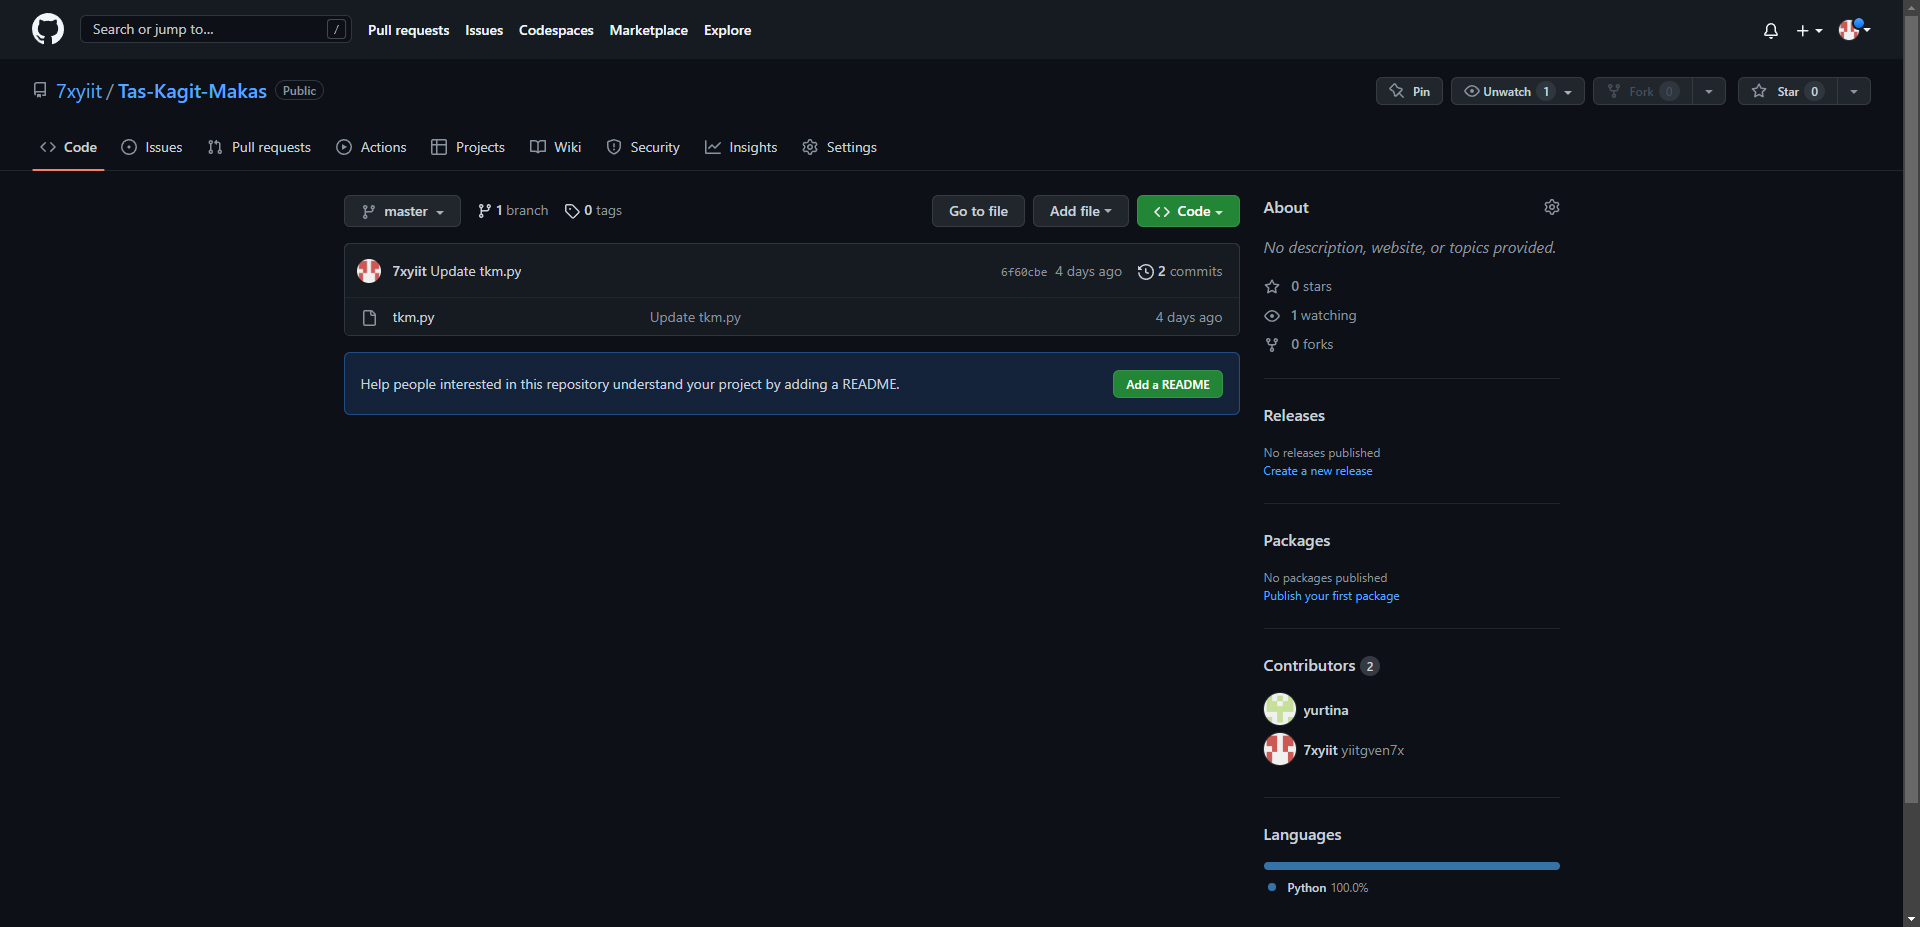 Search or jump to... /
Pull requests Issues Codespaces Marketplace Explore
7xyiit / Tas-Kagit-Makas Public
Pin Unwatch 1 Fork 0 Star 0
Code Issues Pull requests Actions Projects Wiki Security Insights Settings
master 1 branch 0 tags Go to file Add file Code
7xyiit Update tkm.py 6f60cbe 4 days ago 2 commits
tkm.py Update tkm.py 4 days ago
Help people interested in this repository understand your project by adding a README. Add a README
About
No description, website, or topics provided.
0 stars
1 watching
0 forks
Releases
No releases published
Create a new release
Packages
No packages published
Publish your first package
Contributors 2
yurtina
7xyiit yiitgven7x
Languages
Python 100.0%